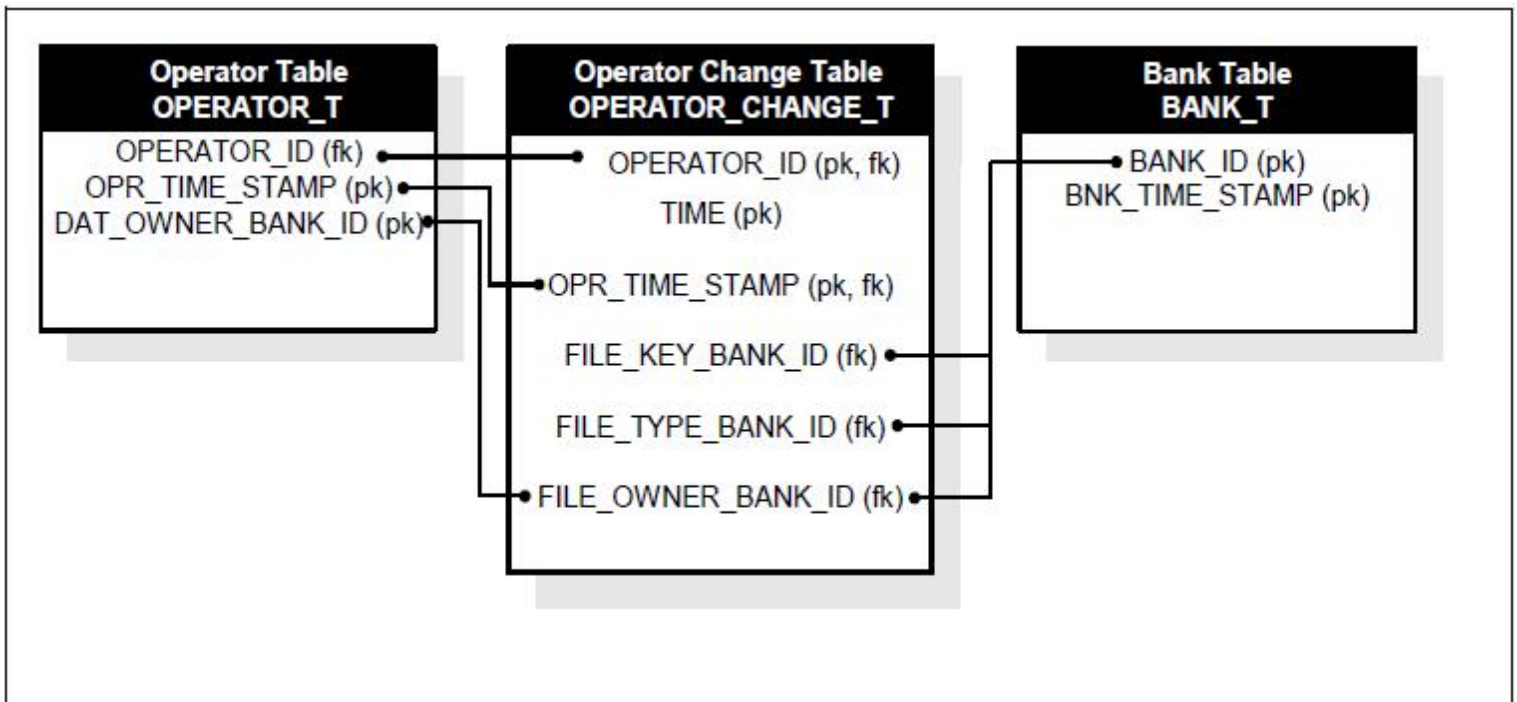 Operator Table
OPERATOR_T
OPERATOR_ID (fk)
OPR_TIME_STAMP (pk)
DAT_OWNER_BANK_ID (pk)
Operator Change Table
OPERATOR_CHANGE_T
OPERATOR_ID (pk, fk)
TIME (pk)
OPR_TIME_STAMP (pk, fk)
FILE_KEY_BANK_ID (fk)
FILE_TYPE_BANK_ID (fk)
FILE_OWNER_BANK_ID (fk)
Bank Table
BANK_T
BANK_ID (pk)
BNK_TIME_STAMP (pk)